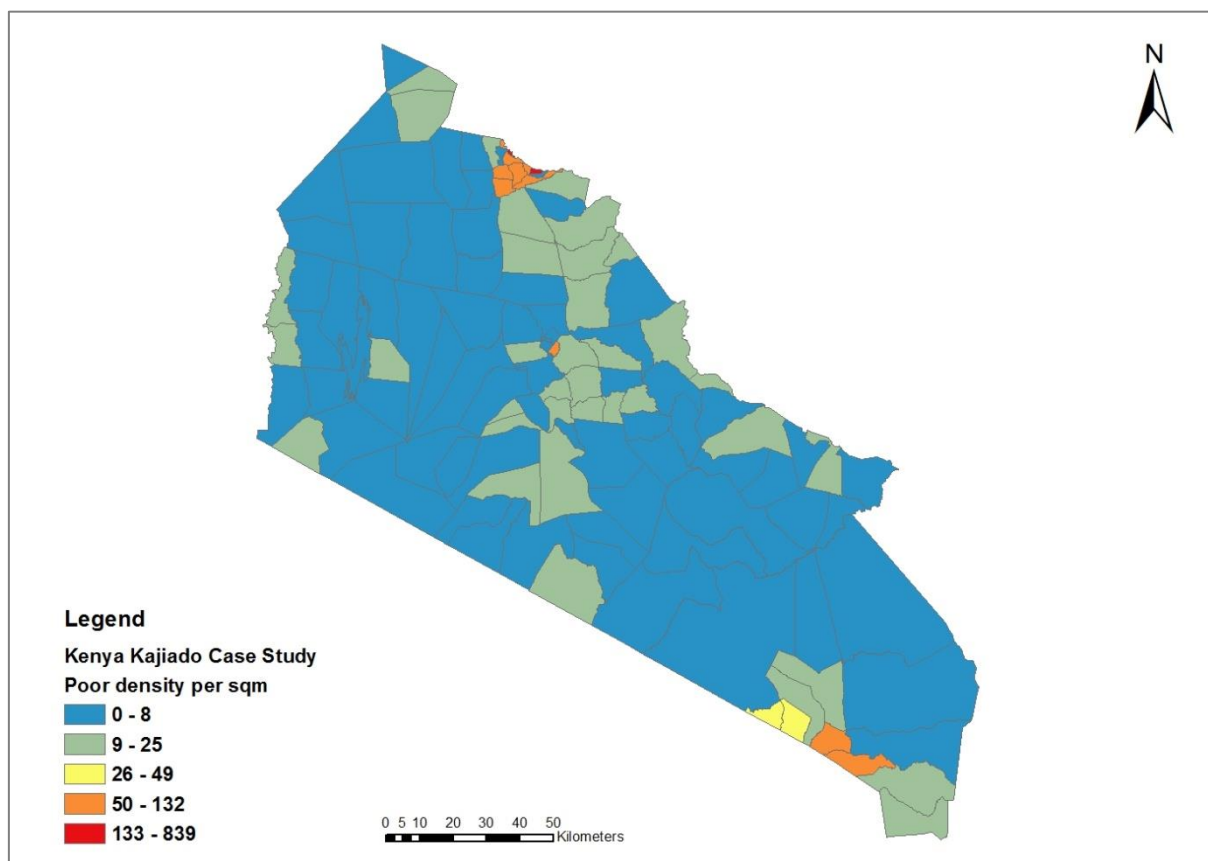 N
Legend
Kenya Kajiado Case Study
Poor density per sqm
0 - 8
9 - 25
26 - 49
50 - 132
133 - 839
0 5 10 20 30 40 50
Kilometers